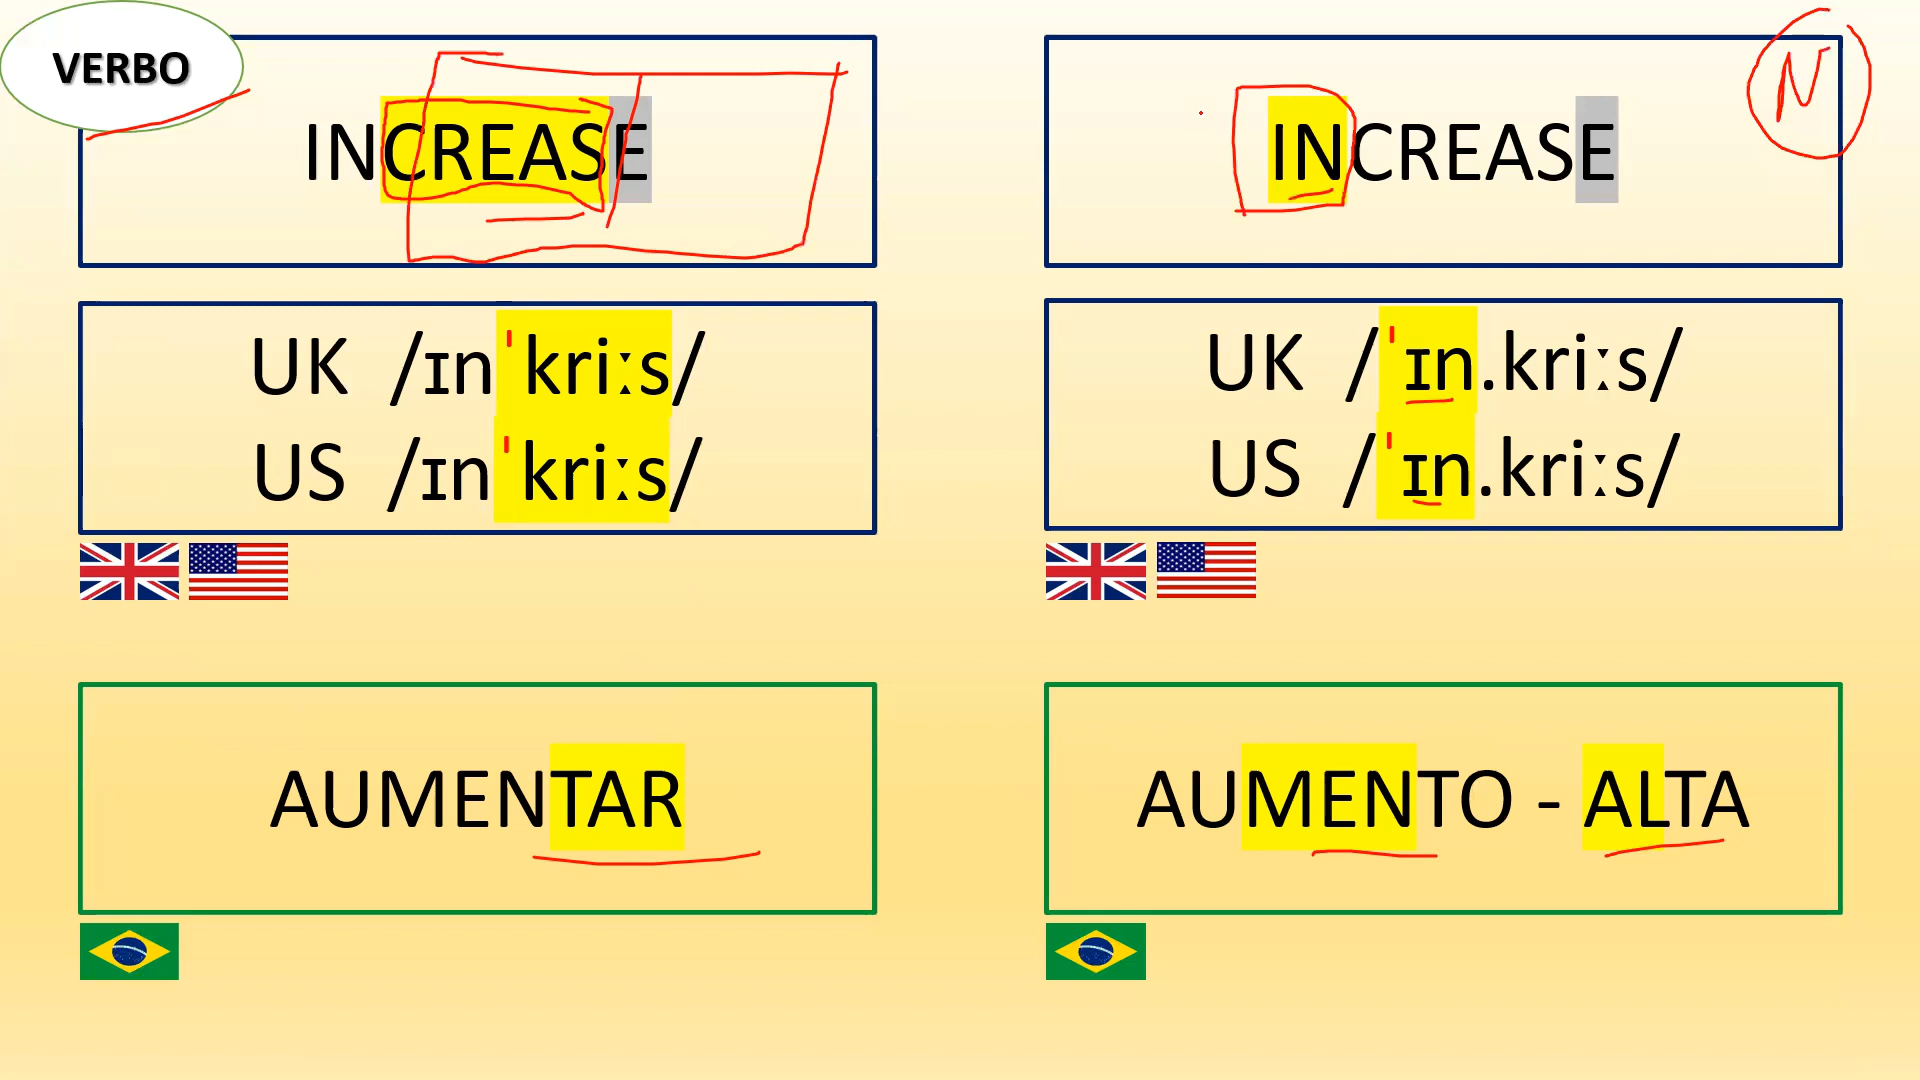 VERBO
INCREASE
UK /ɪnˈkriːs/
US /ɪnˈkriːs/
AUMENTAR
N
INCREASE
UK /ˈɪn.kriːs/
US /ˈɪn.kriːs/
AUMENTO - ALTA